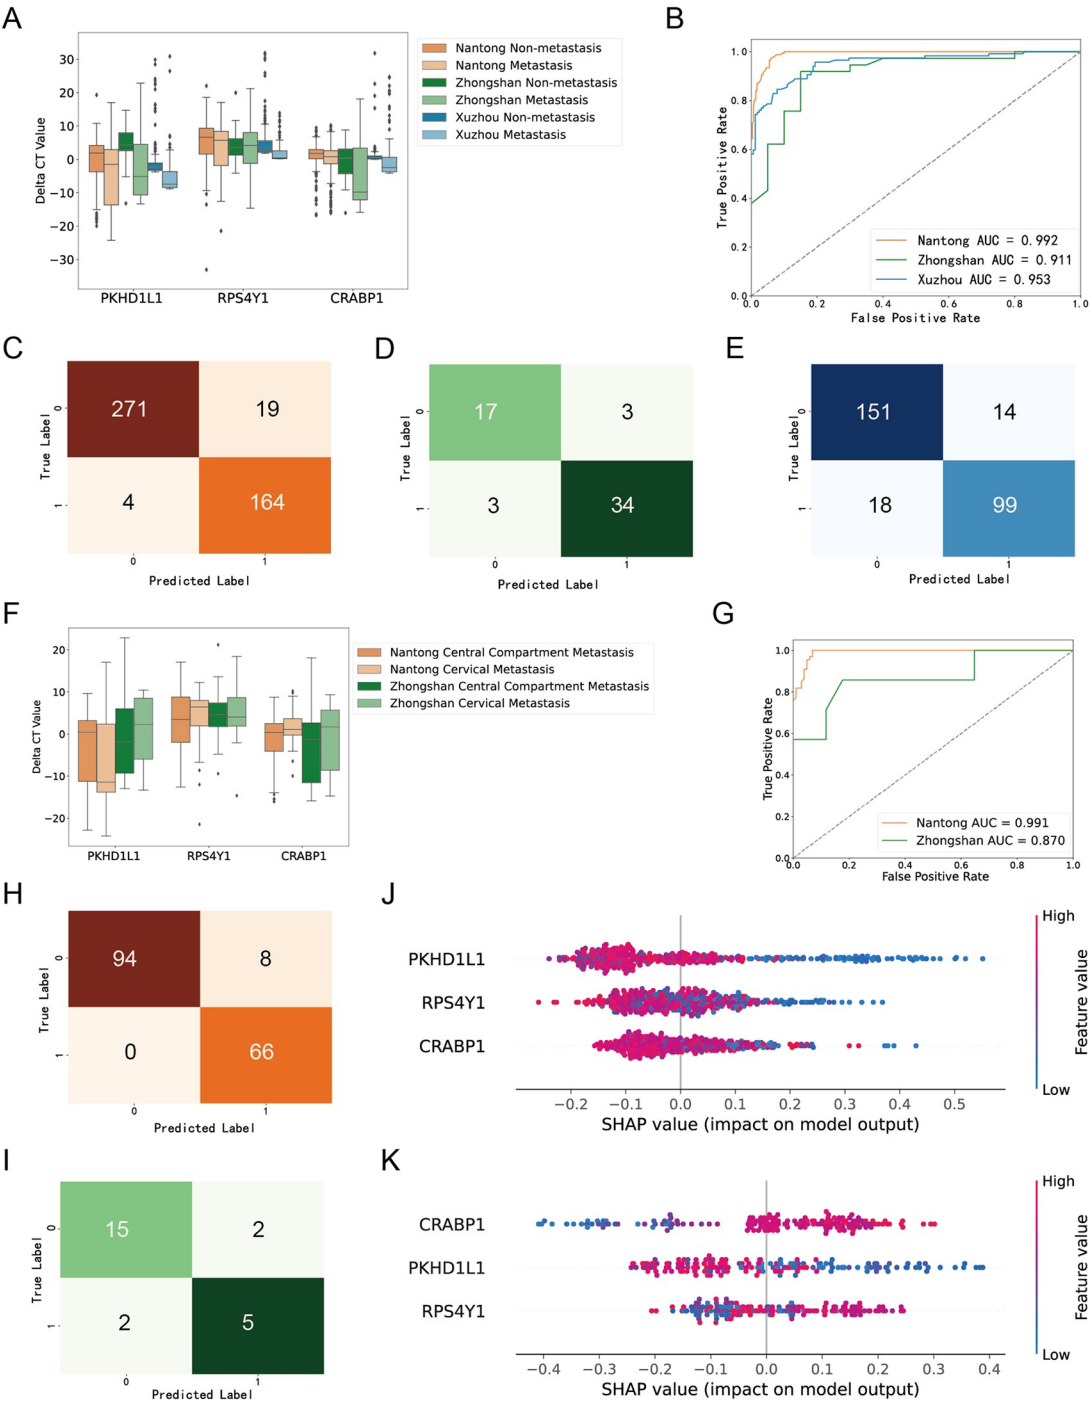 A
30
20
10
0
−10
−20
−30
Delta CT Value
PKHD1L1
RPS4Y1
CRABP1
Nantong Non-metastasis
Nantong Metastasis
Zhongshan Non-metastasis
Zhongshan Metastasis
Xuzhou Non-metastasis
Xuzhou Metastasis
B
1.0
0.8
0.6
0.4
0.2
0.0
True Positive Rate
Nantong AUC = 0.992
Zhongshan AUC = 0.911
Xuzhou AUC = 0.953
0.0 0.2 0.4 0.6 0.8 1.0
False Positive Rate
C
271 19
4 164
True Label
0
1
0 1
Predicted Label
D
17 3
3 34
True Label
0
1
0 1
Predicted Label
E
151 14
18 99
True Label
0
1
0 1
Predicted Label
F
20
10
0
−10
−20
Delta CT Value
PKHD1L1
RPS4Y1
CRABP1
Nantong Central Compartment Metastasis
Nantong Cervical Metastasis
Zhongshan Central Compartment Metastasis
Zhongshan Cervical Metastasis
G
1.0
0.8
0.6
0.4
0.2
0.0
True Positive Rate
Nantong AUC = 0.991
Zhongshan AUC = 0.870
0.0 0.2 0.4 0.6 0.8 1.0
False Positive Rate
H
94 8
0 66
True Label
0
1
0 1
Predicted Label
J
PKHD1L1
RPS4Y1
CRABP1
−0.2 −0.1 0.0 0.1 0.2 0.3 0.4 0.5
SHAP value (impact on model output)
High
Feature value
Low
I
15 2
2 5
True Label
0
1
0 1
Predicted Label
K
CRABP1
PKHD1L1
RPS4Y1
−0.4 −0.3 −0.2 −0.1 0.0 0.1 0.2 0.3 0.4
SHAP value (impact on model output)
High
Feature value
Low